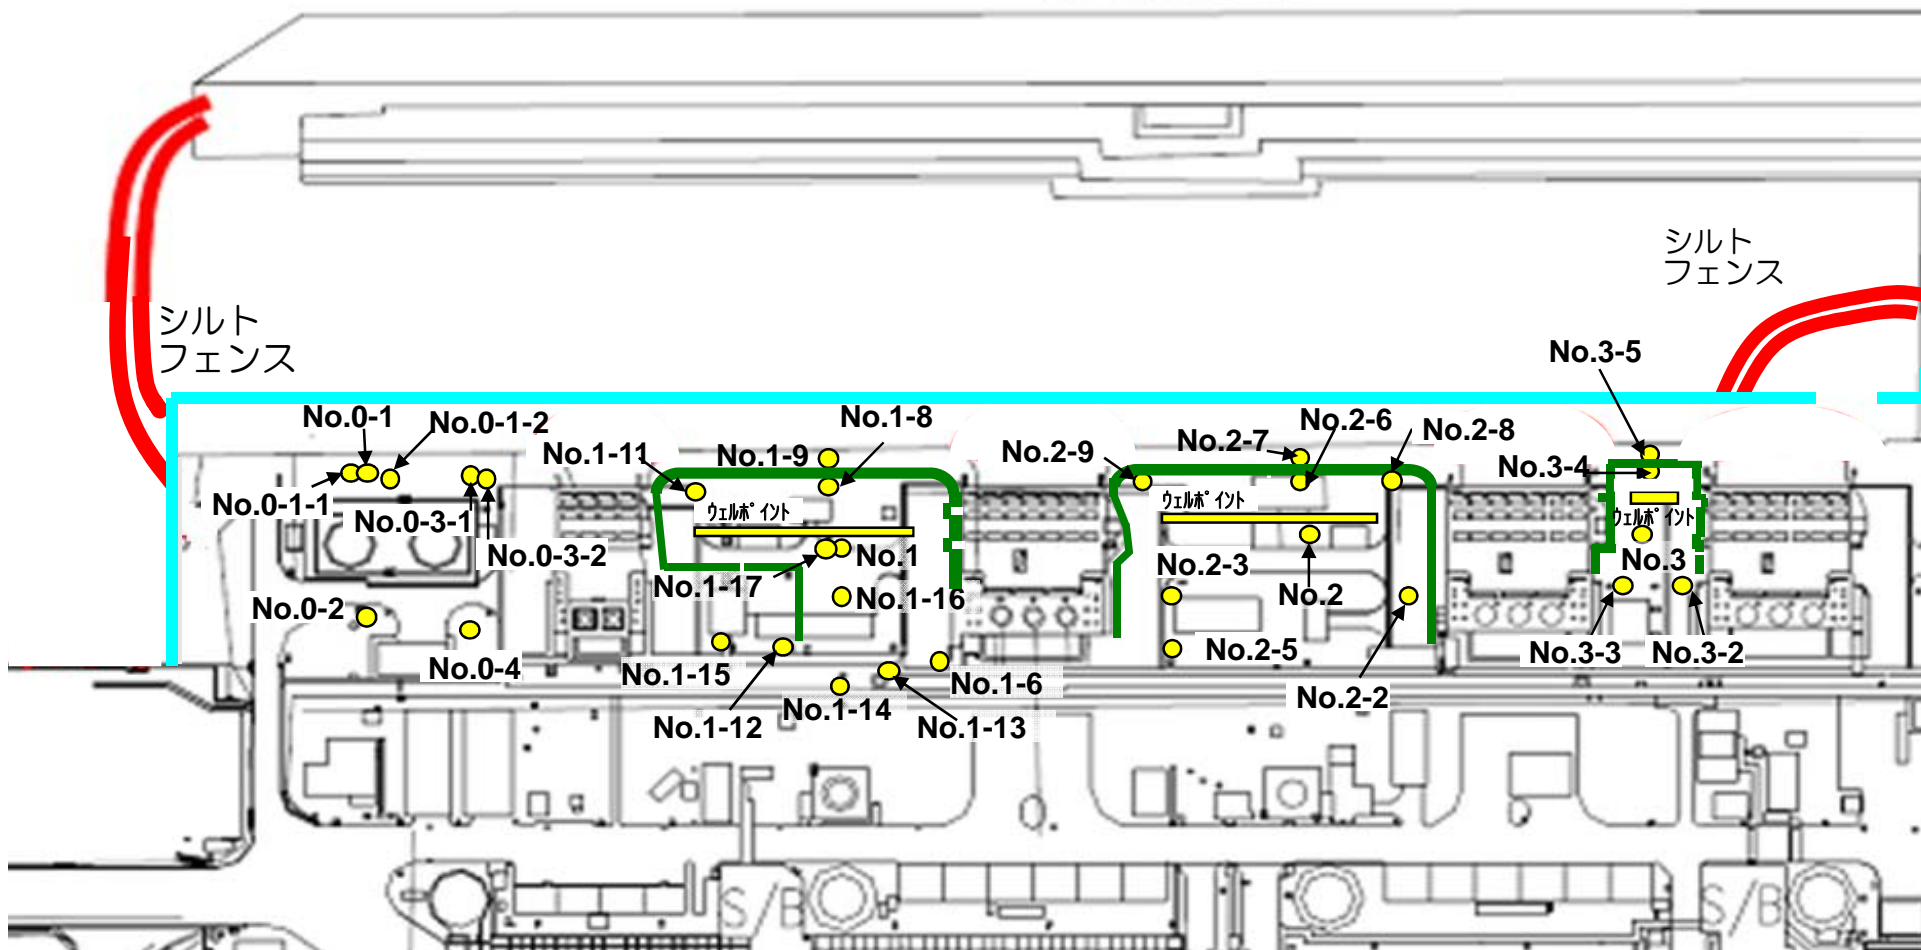 シルト
フェンス
シルト
フェンス
No.3-5
No.0-1
No.0-1-2
No.1-8
No.2-6
No.2-8
No.1-11
No.1-9
No.2-9
No.2-7
No.3-4
No.0-1-1
No.0-3-1
ｳｪﾙﾎﾟｲﾝﾄ
ｳｪﾙﾎﾟｲﾝﾄ
ｳｪﾙﾎﾟｲﾝﾄ
No.0-3-2
No.1
No.1-17
No.2-3
No.3
No.0-2
No.1-16
No.2
No.0-4
No.1-15
No.1-6
No.2-5
No.3-3
No.3-2
No.1-12
No.1-14
No.1-13
No.2-2
S/B
S/B